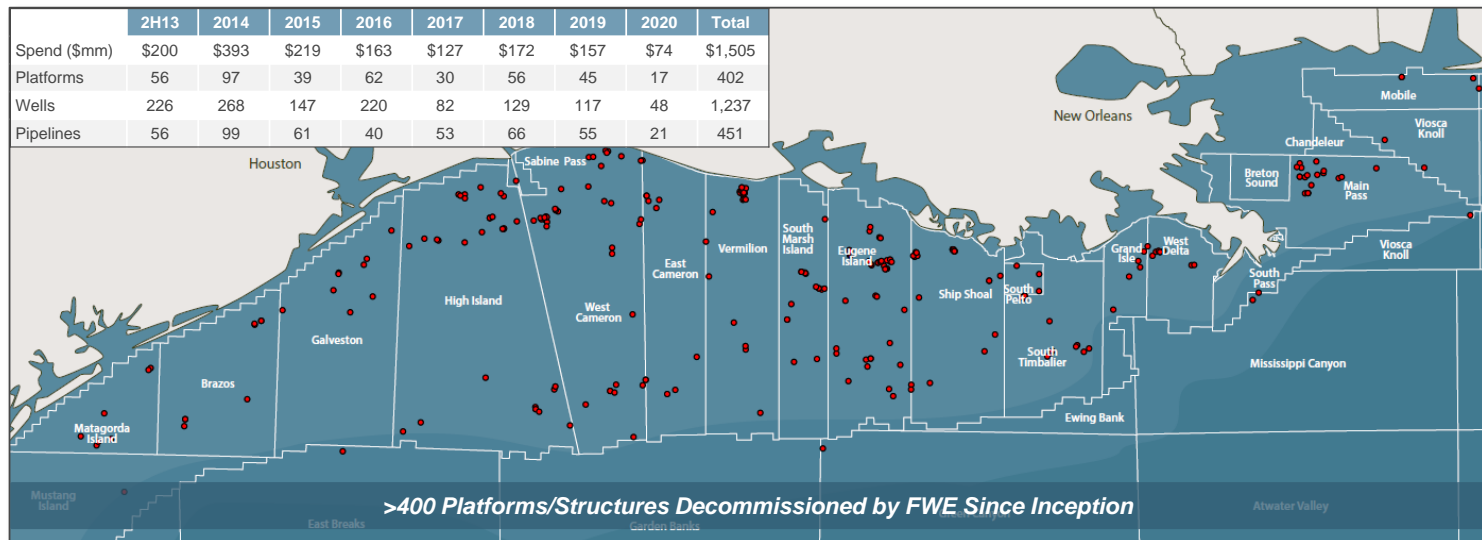 2H13 2014 2015 2016 2017 2018 2019 2020 Total
Spend ($mm) $200 $393 $219 $163 $127 $172 $157 $74 $1,505
Platforms 56 97 39 62 30 56 45 17 402
Wells 226 268 147 220 82 129 117 48 1,237
Pipelines 56 99 61 40 53 66 55 21 451
New Orleans
Houston
Mobile
Viosca
Knoll
Chandeleur
Sabine Pass
Breton
Sound
Main
Pass
South
Marsh
Island
Vermilion
Eugene
Island
Grand
Isle
West
Delta
Viosca
Knoll
East
Cameron
South
Pass
High Island
West
Cameron
Ship Shoal
South
Pelto
Galveston
South
Timbalier
Mississippi Canyon
Brazos
Ewing Bank
Matagorda
Island
Mustang
Island
>400 Platforms/Structures Decommissioned by FWE Since Inception
Atwater Valley
East Breaks
Garden Banks